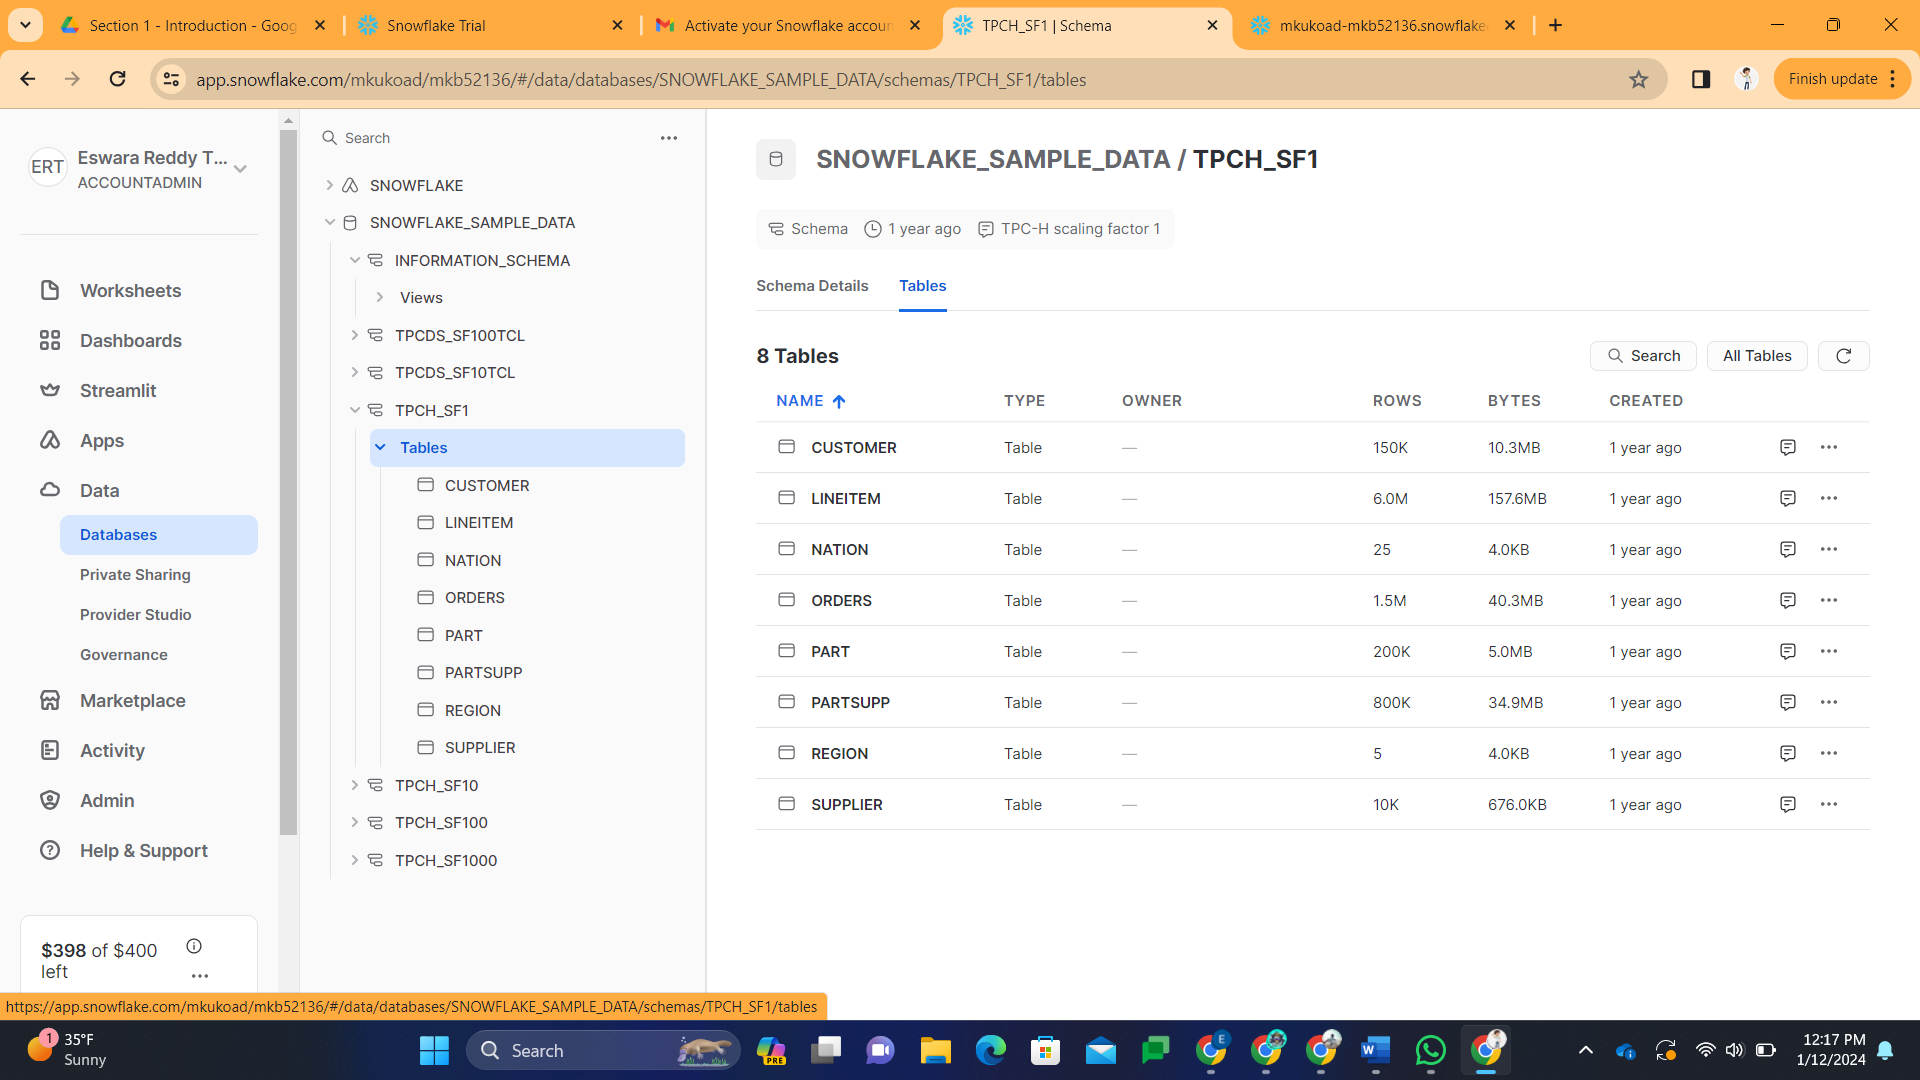 Section 1 - Introduction - Goog
Snowflake Trial
Activate your Snowflake accoun
TPCH_SF1 | Schema
mkukoad-mkb52136.snowflake
app.snowflake.com/mkukoad/mkb52136/#/data/databases/SNOWFLAKE_SAMPLE_DATA/schemas/TPCH_SF1/tables
Finish update
ERT
Eswara Reddy T...
ACCOUNTADMIN
Worksheets
Dashboards
Streamlit
Apps
Data
Databases
Private Sharing
Provider Studio
Governance
Marketplace
Activity
Admin
Help & Support
$398 of $400
left
Search
SNOWFLAKE
SNOWFLAKE_SAMPLE_DATA
INFORMATION_SCHEMA
Views
TPCDS_SF100TCL
TPCDS_SF10TCL
TPCH_SF1
Tables
CUSTOMER
LINEITEM
NATION
ORDERS
PART
PARTSUPP
REGION
SUPPLIER
TPCH_SF10
TPCH_SF100
TPCH_SF1000
SNOWFLAKE_SAMPLE_DATA / TPCH_SF1
Schema 1 year ago TPC-H scaling factor 1
Schema Details Tables
8 Tables Search All Tables
NAME TYPE OWNER ROWS BYTES CREATED
CUSTOMER Table — 150K 10.3MB 1 year ago
LINEITEM Table — 6.0M 157.6MB 1 year ago
NATION Table — 25 4.0KB 1 year ago
ORDERS Table — 1.5M 40.3MB 1 year ago
PART Table — 200K 5.0MB 1 year ago
PARTSUPP Table — 800K 34.9MB 1 year ago
REGION Table — 5 4.0KB 1 year ago
SUPPLIER Table — 10K 676.0KB 1 year ago
https://app.snowflake.com/mkukoad/mkb52136/#/data/databases/SNOWFLAKE_SAMPLE_DATA/schemas/TPCH_SF1/tables
1
35°F
Sunny
Search
PRE
E
W
12:17 PM
1/12/2024